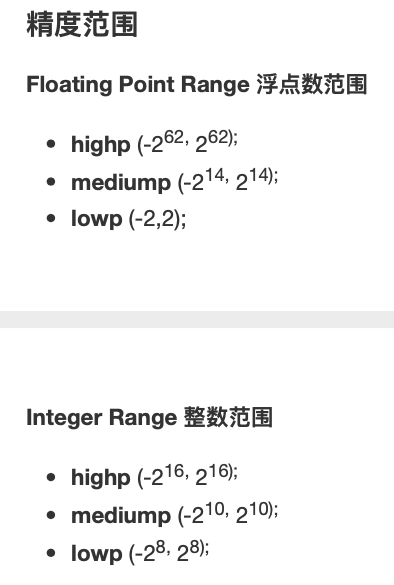 精度范围
Floating Point Range 浮点数范围
• highp (-2^62, 2^62);
• mediump (-2^14, 2^14);
• lowp (-2,2);
Integer Range 整数范围
• highp (-2^16, 2^16);
• mediump (-2^10, 2^10);
• lowp (-2^8, 2^8);